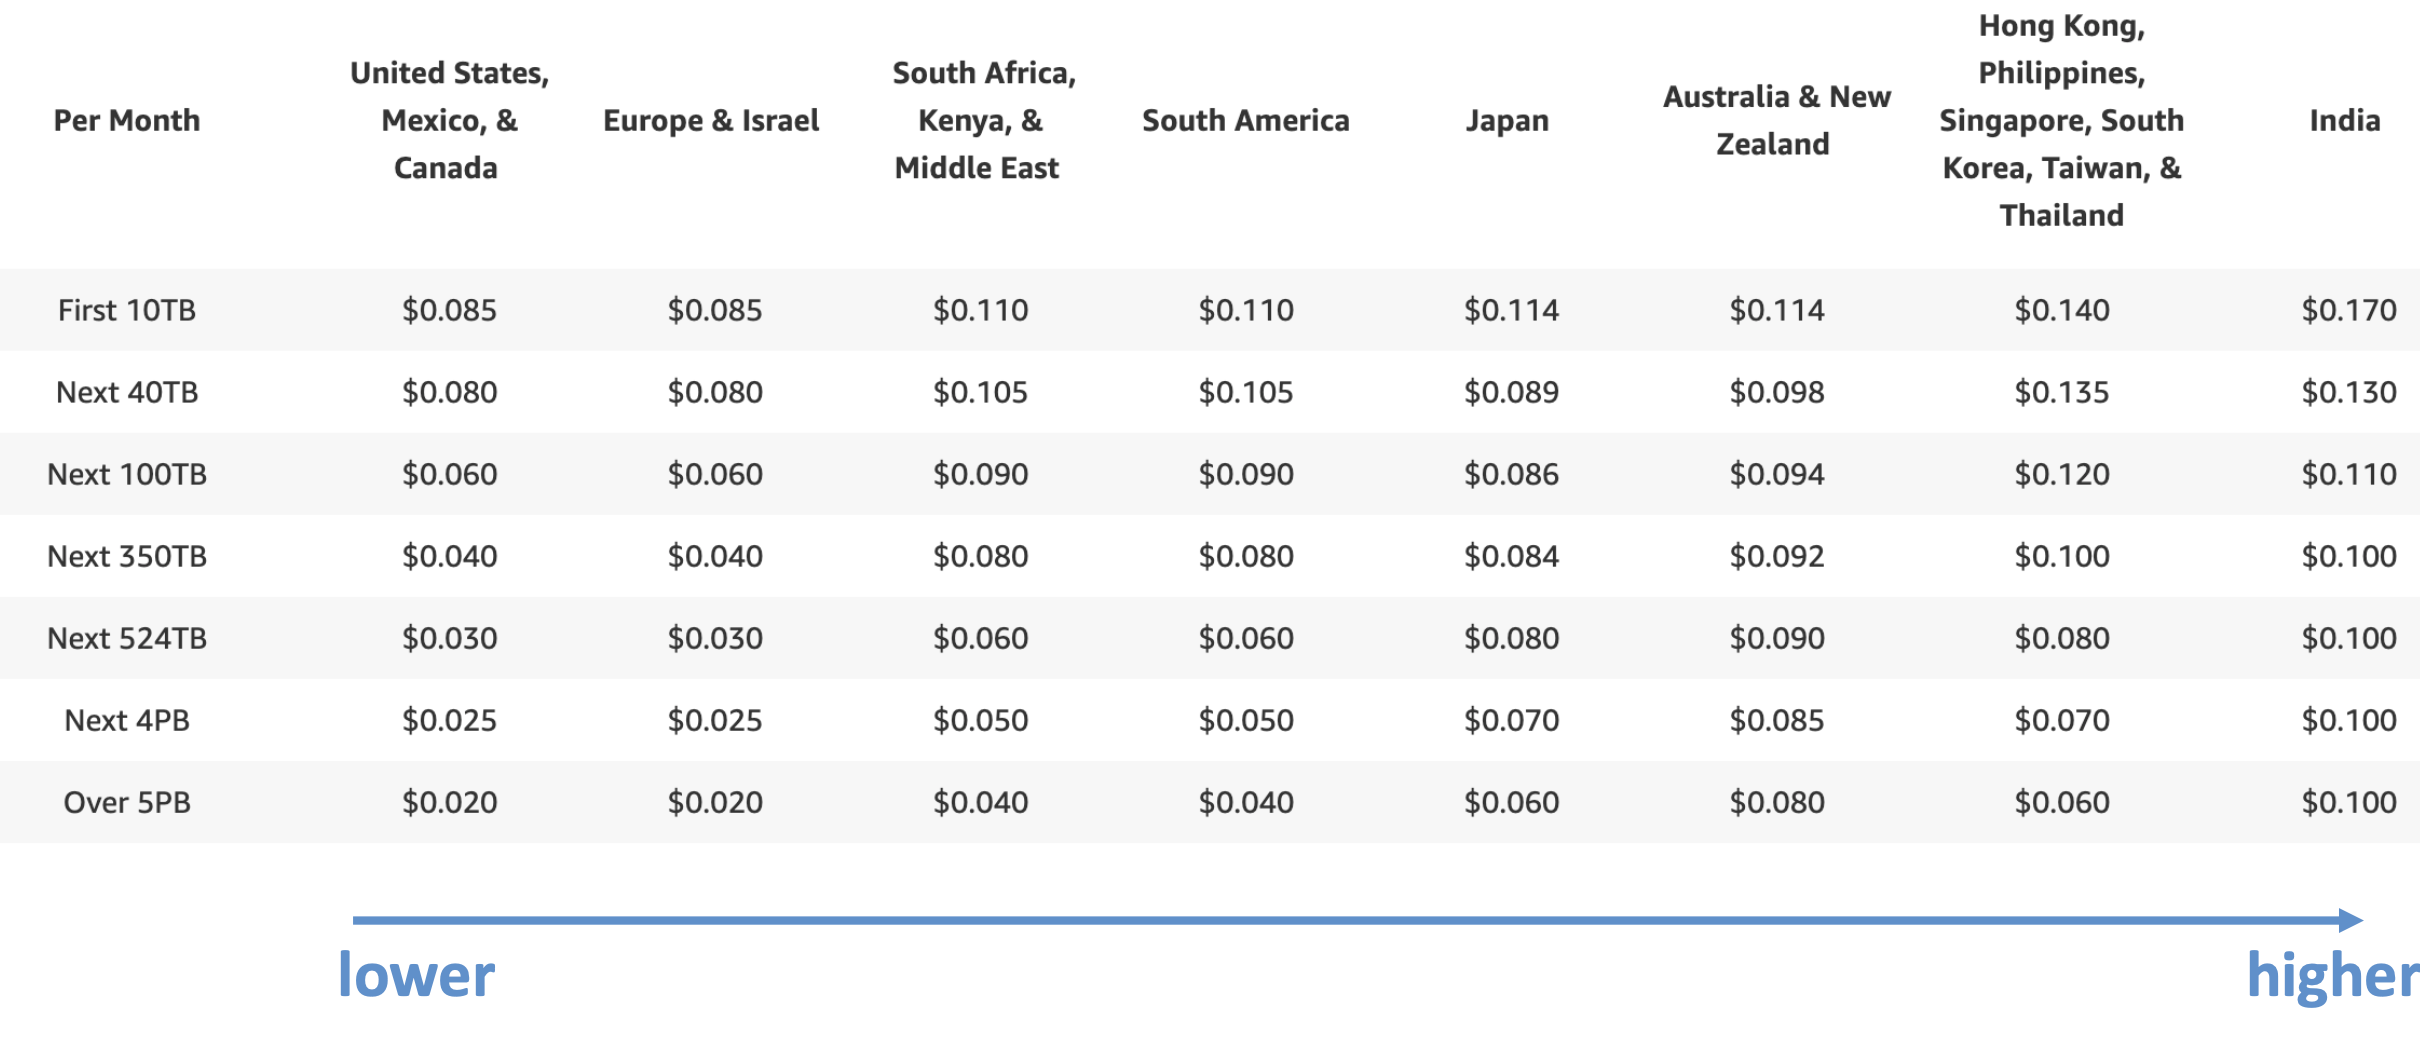 Per Month
United States,
Mexico, &
Canada
Europe & Israel
South Africa,
Kenya, &
Middle East
South America
Japan
Australia & New
Zealand
Hong Kong,
Philippines,
Singapore, South
Korea, Taiwan, &
Thailand
India
First 10TB $0.085 $0.085 $0.110 $0.110 $0.114 $0.114 $0.140 $0.170
Next 40TB $0.080 $0.080 $0.105 $0.105 $0.089 $0.098 $0.135 $0.130
Next 100TB $0.060 $0.060 $0.090 $0.090 $0.086 $0.094 $0.120 $0.110
Next 350TB $0.040 $0.040 $0.080 $0.080 $0.084 $0.092 $0.100 $0.100
Next 524TB $0.030 $0.030 $0.060 $0.060 $0.080 $0.090 $0.080 $0.100
Next 4PB $0.025 $0.025 $0.050 $0.050 $0.070 $0.085 $0.070 $0.100
Over 5PB $0.020 $0.020 $0.040 $0.040 $0.060 $0.080 $0.060 $0.100
lower higher